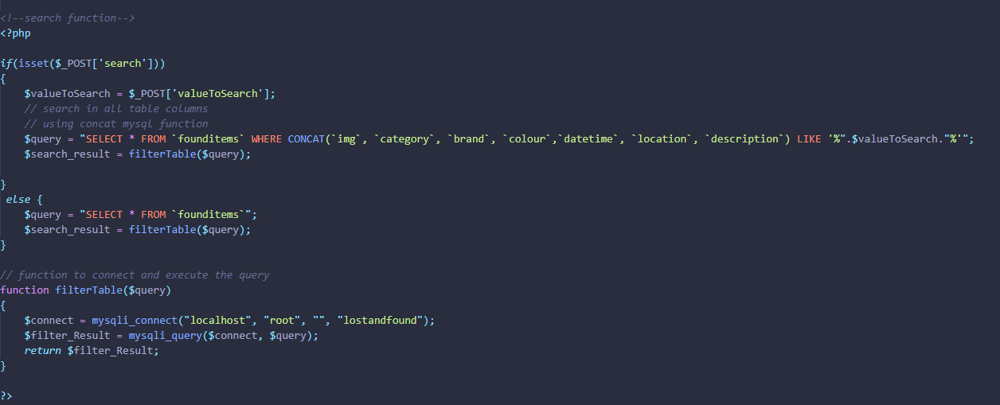 <!--search function-->
<?php
if(isset($_POST['search']))
{
$valueToSearch = $_POST['valueToSearch'];
// search in all table columns
// using concat mysql function
$query = "SELECT * FROM `founditems` WHERE CONCAT(`img`, `category`, `brand`, `colour`,`datetime`, `location`, `description`) LIKE '%".$valueToSearch."%'";
$search_result = filterTable($query);
}
else {
$query = "SELECT * FROM `founditems`";
$search_result = filterTable($query);
}
// function to connect and execute the query
function filterTable($query)
{
$connect = mysqli_connect("localhost", "root", "", "lostandfound");
$filter_Result = mysqli_query($connect, $query);
return $filter_Result;
}
?>